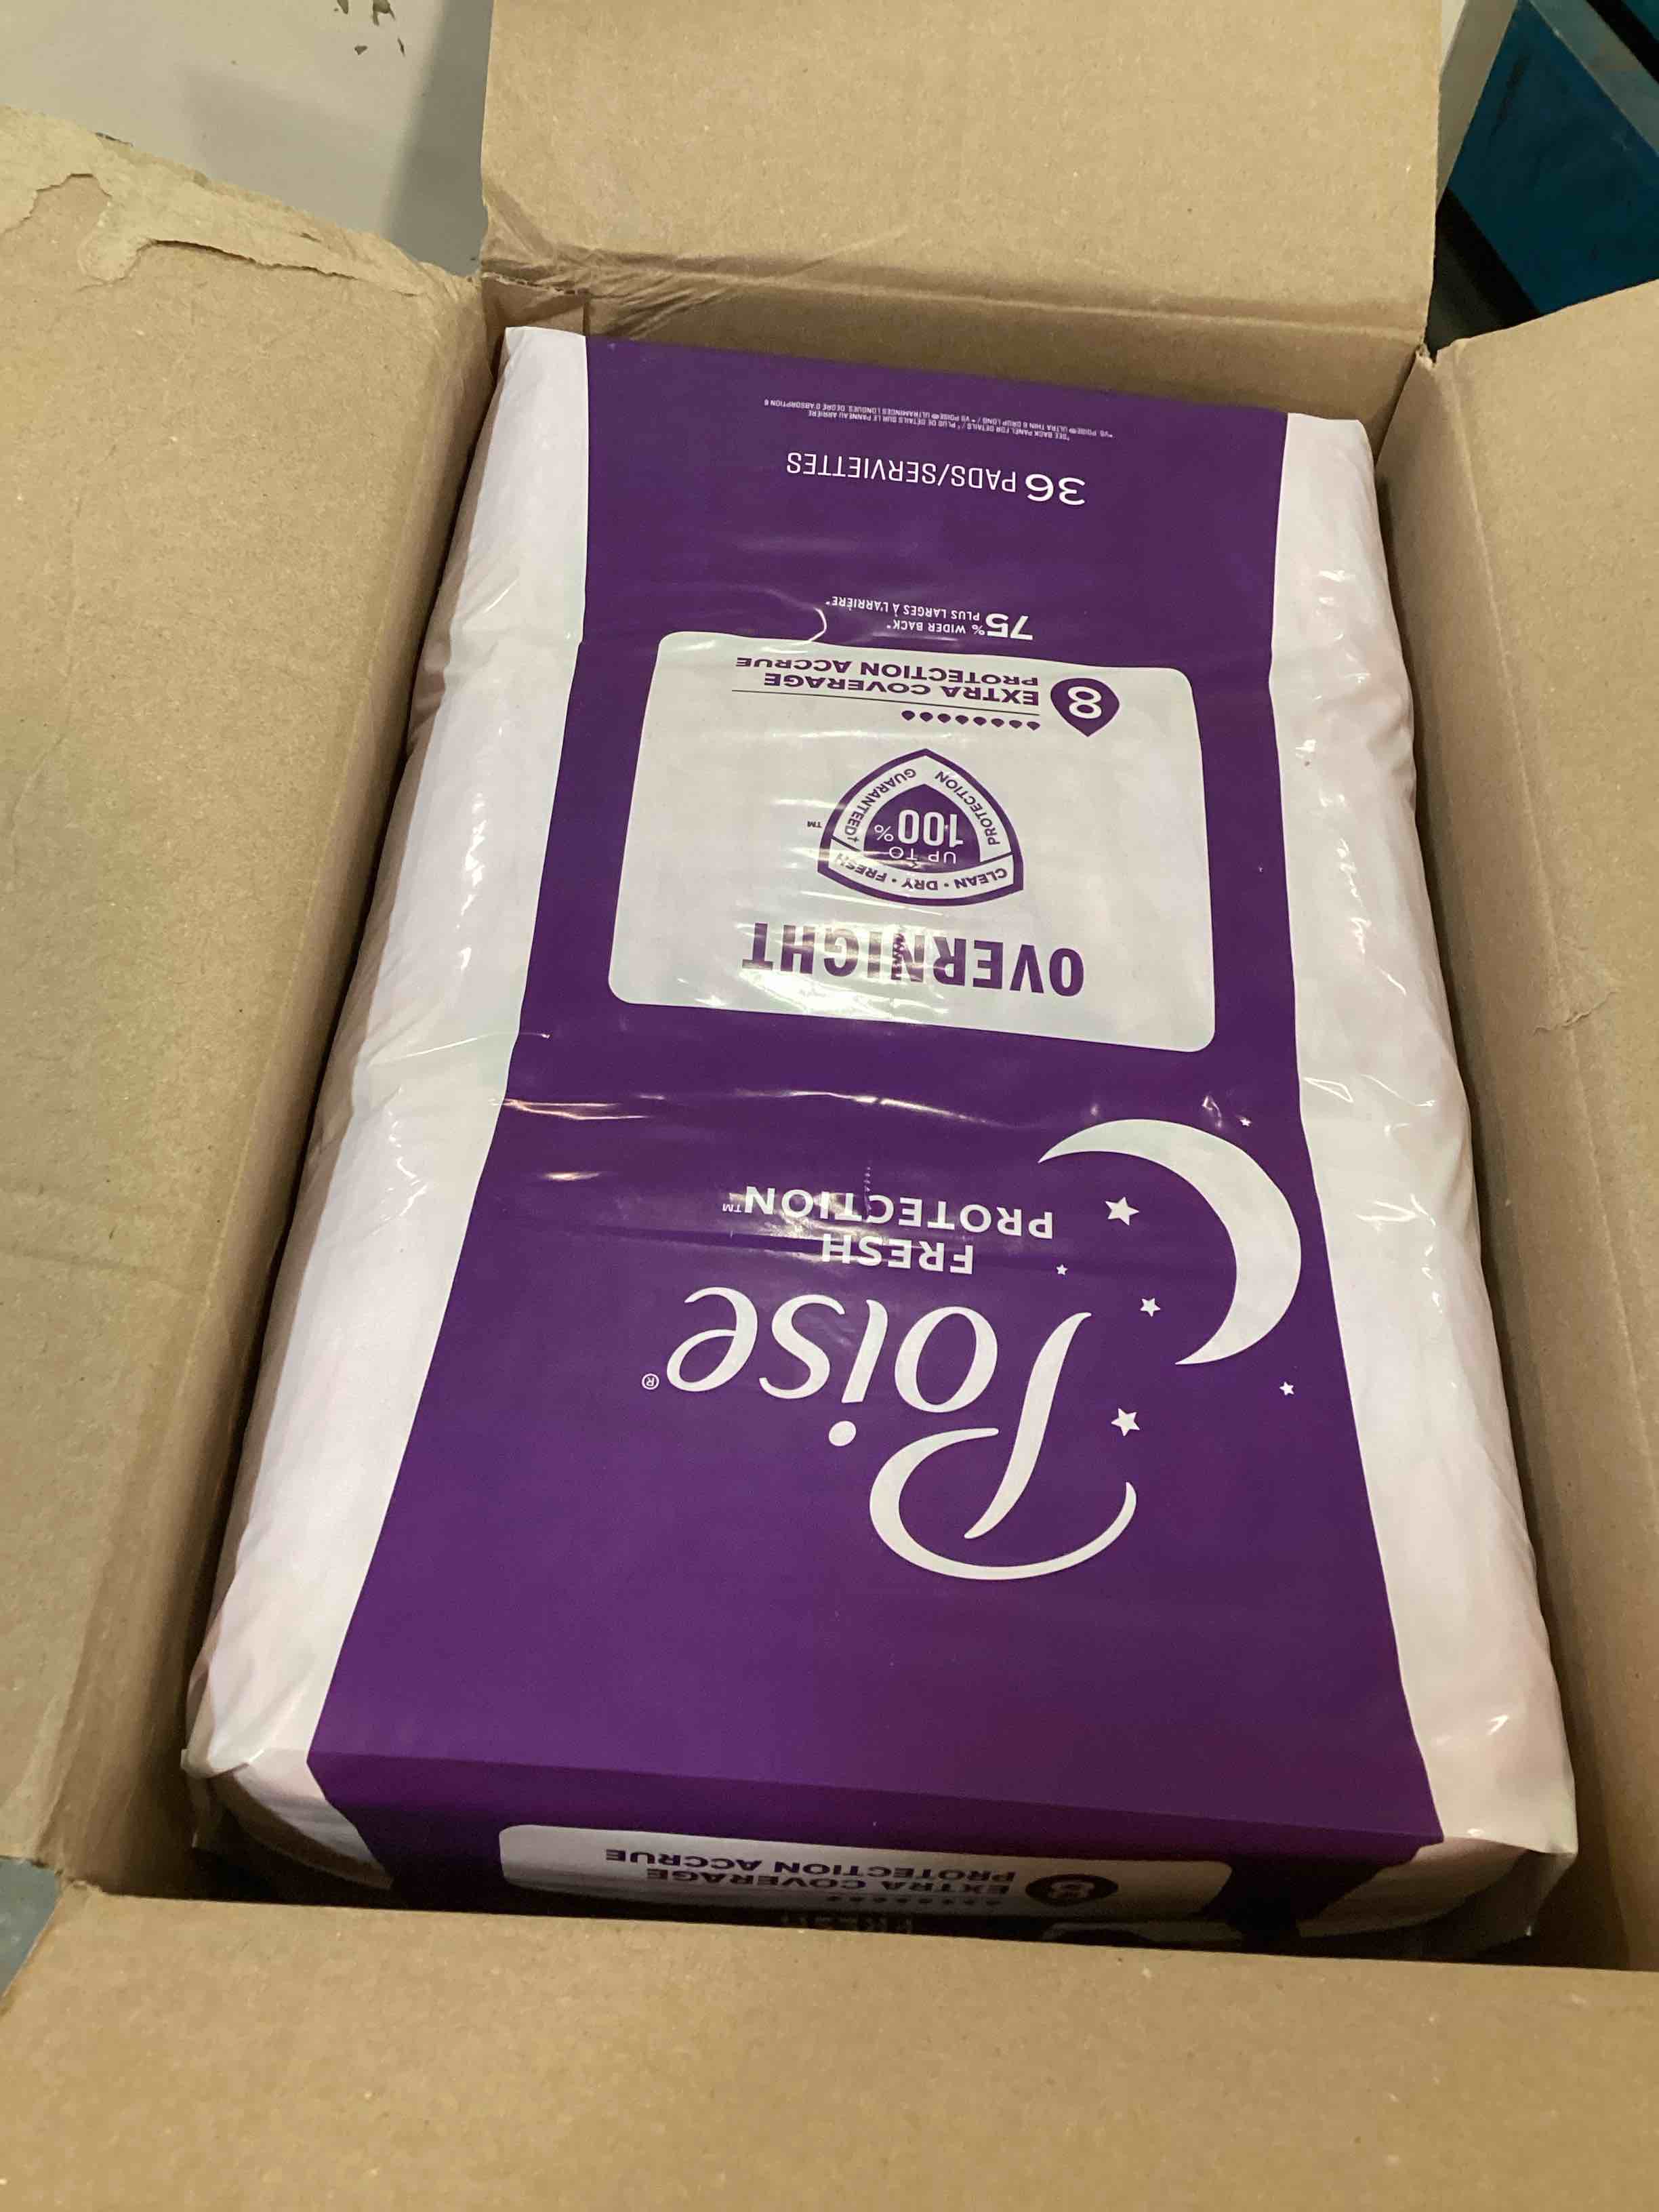 Poise®
FRESH
PROTECTION™
OVERNIGHT
CLEAN • DRY • FRESH
UP TO
100%
PROTECTION GUARANTEED†
™
8
EXTRA COVERAGE
PROTECTION ACCRUE
75% WIDER BACK*
PLUS LARGES À L'ARRIÈRE*
36 PADS/SERVIETTES
EXTRA COVERAGE
PROTECTION ACCRUE
8